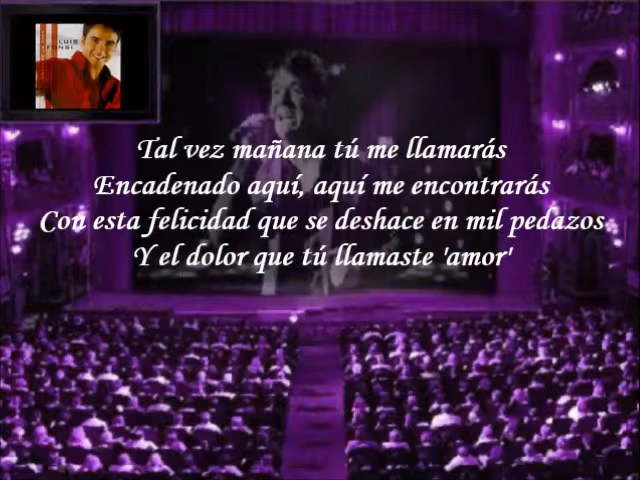 LUIS
FONSI
Tal vez mañana tú me llamarás
Encadenado aquí, aquí me encontrarás
Con esta felicidad que se deshace en mil pedazos
Y el dolor que tú llamaste 'amor'